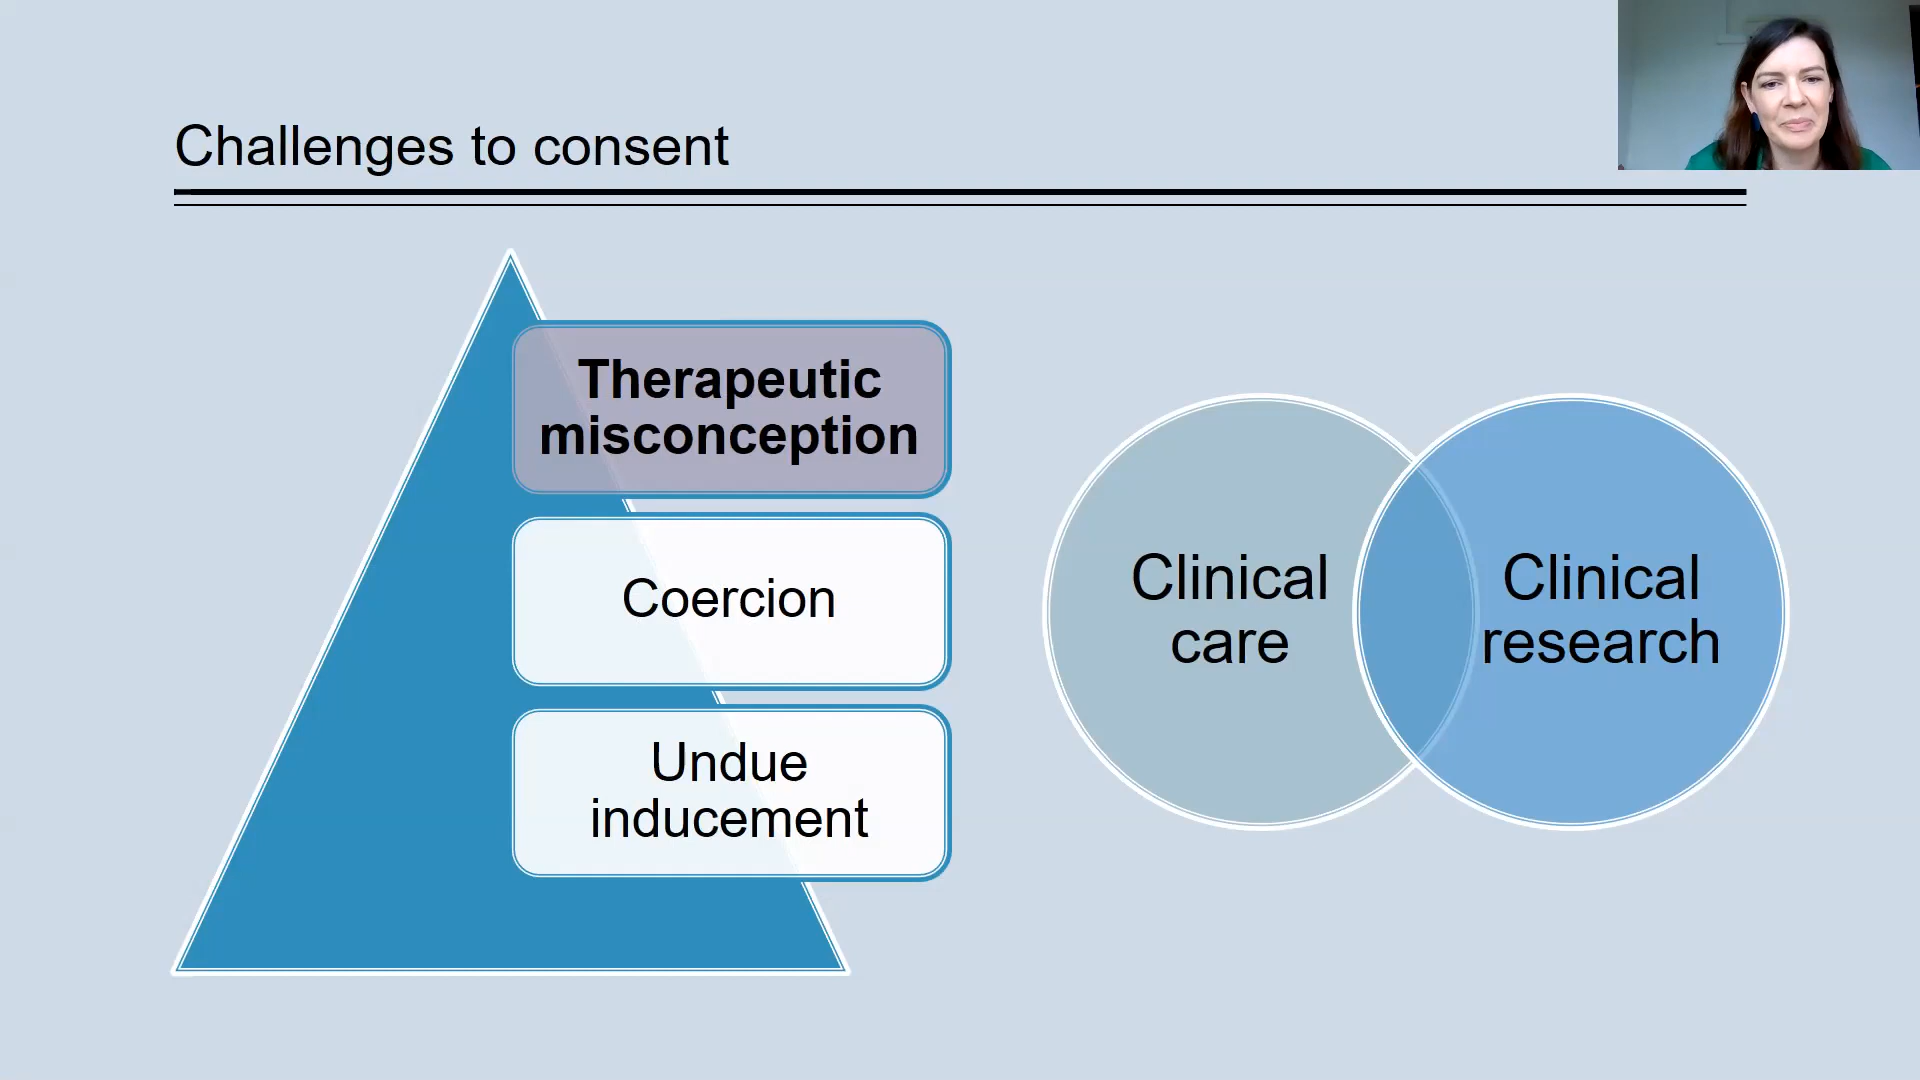 Challenges to consent
Therapeutic
misconception
Coercion
Undue
inducement
Clinical
care
Clinical
research